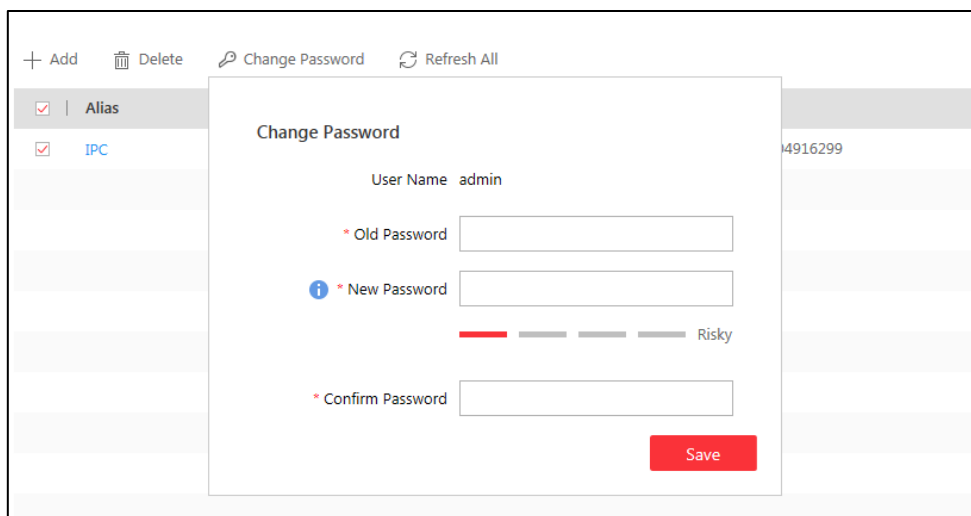 Add Delete Change Password Refresh All
Alias
Change Password
IPC
04916299
User Name admin
* Old Password
* New Password
Risky
* Confirm Password
Save